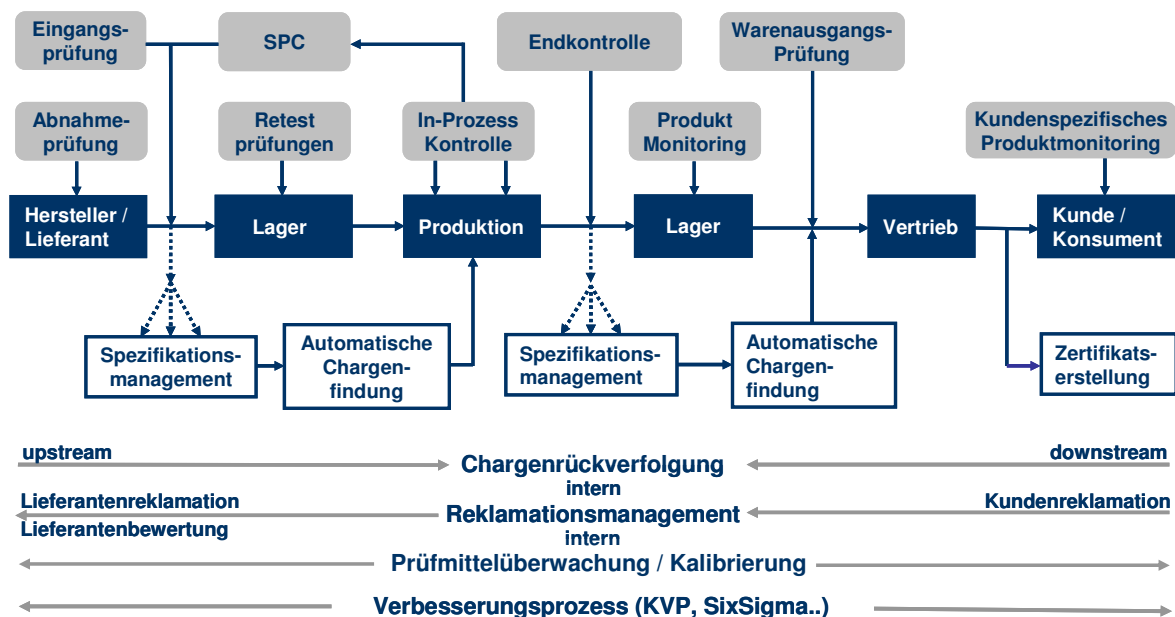 Eingangs-
prüfung
SPC
Endkontrolle
Warenausgangs-
Prüfung
Abnahme-
prüfung
Retest
prüfungen
In-Prozess
Kontrolle
Produkt
Monitoring
Kundenspezifisches
Produktmonitoring
Hersteller /
Lieferant
Lager
Produktion
Lager
Vertrieb
Kunde /
Konsument
Spezifikations-
management
Automatische
Chargen-
findung
Spezifikations-
management
Automatische
Chargen-
findung
Zertifikats-
erstellung
upstream
Chargenrückverfolgung
downstream
intern
Lieferantenreklamation
Reklamationsmanagement
Kundenreklamation
Lieferantenbewertung
intern
Prüfmittelüberwachung / Kalibrierung
Verbesserungsprozess (KVP, SixSigma..)